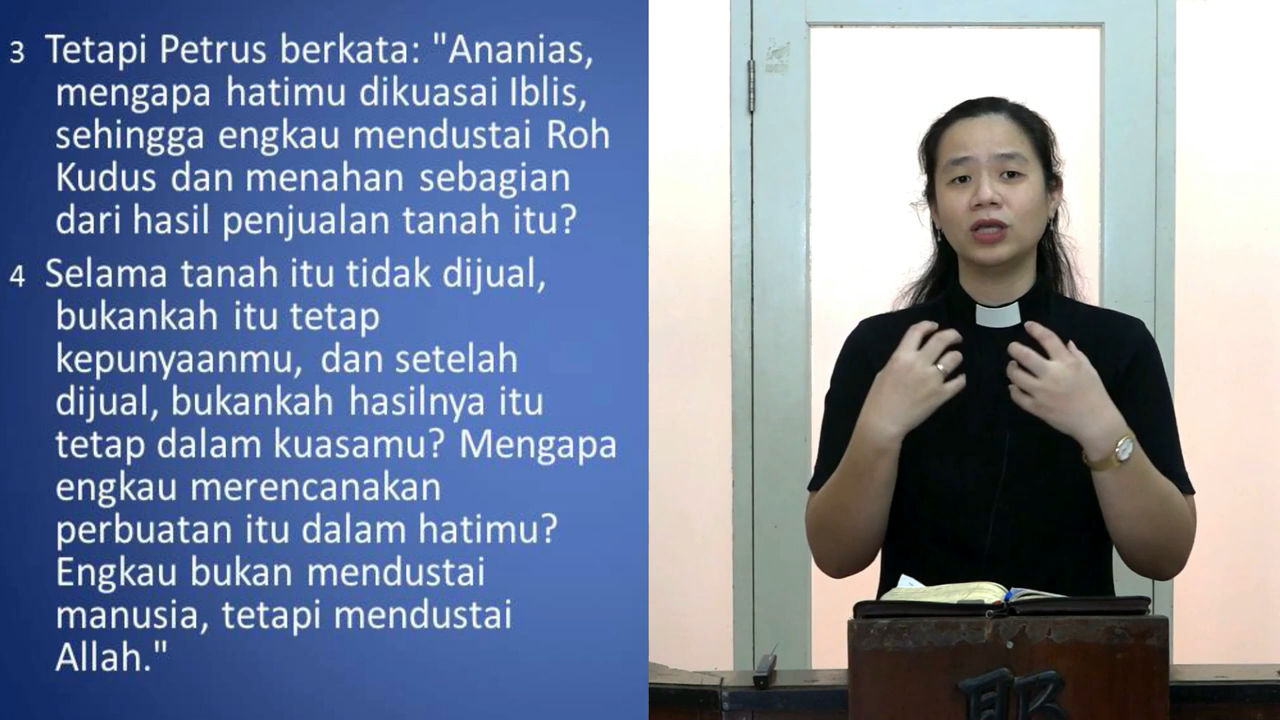 3 Tetapi Petrus berkata: "Ananias,
mengapa hatimu dikuasai Iblis,
sehingga engkau mendustai Roh
Kudus dan menahan sebagian
dari hasil penjualan tanah itu?
4 Selama tanah itu tidak dijual,
bukankah itu tetap
kepunyaanmu, dan setelah
dijual, bukankah hasilnya itu
tetap dalam kuasamu? Mengapa
engkau merencanakan
perbuatan itu dalam hatimu?
Engkau bukan mendustai
manusia, tetapi mendustai
Allah."
耶